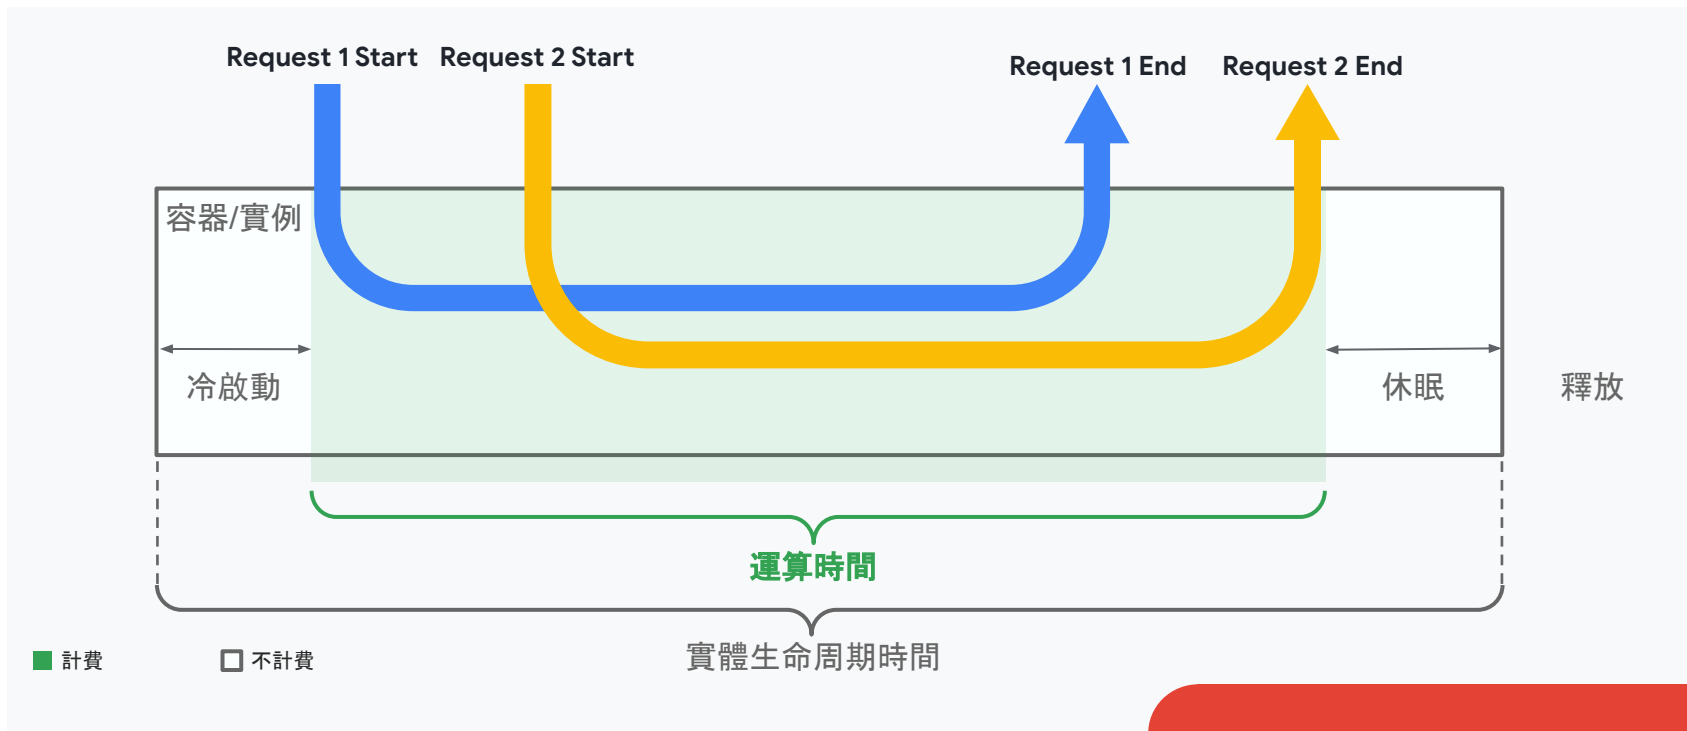 Request 1 Start
Request 2 Start
Request 1 End
Request 2 End
容器/實例
冷啟動
休眠
釋放
運算時間
實體生命周期時間
計費
不計費